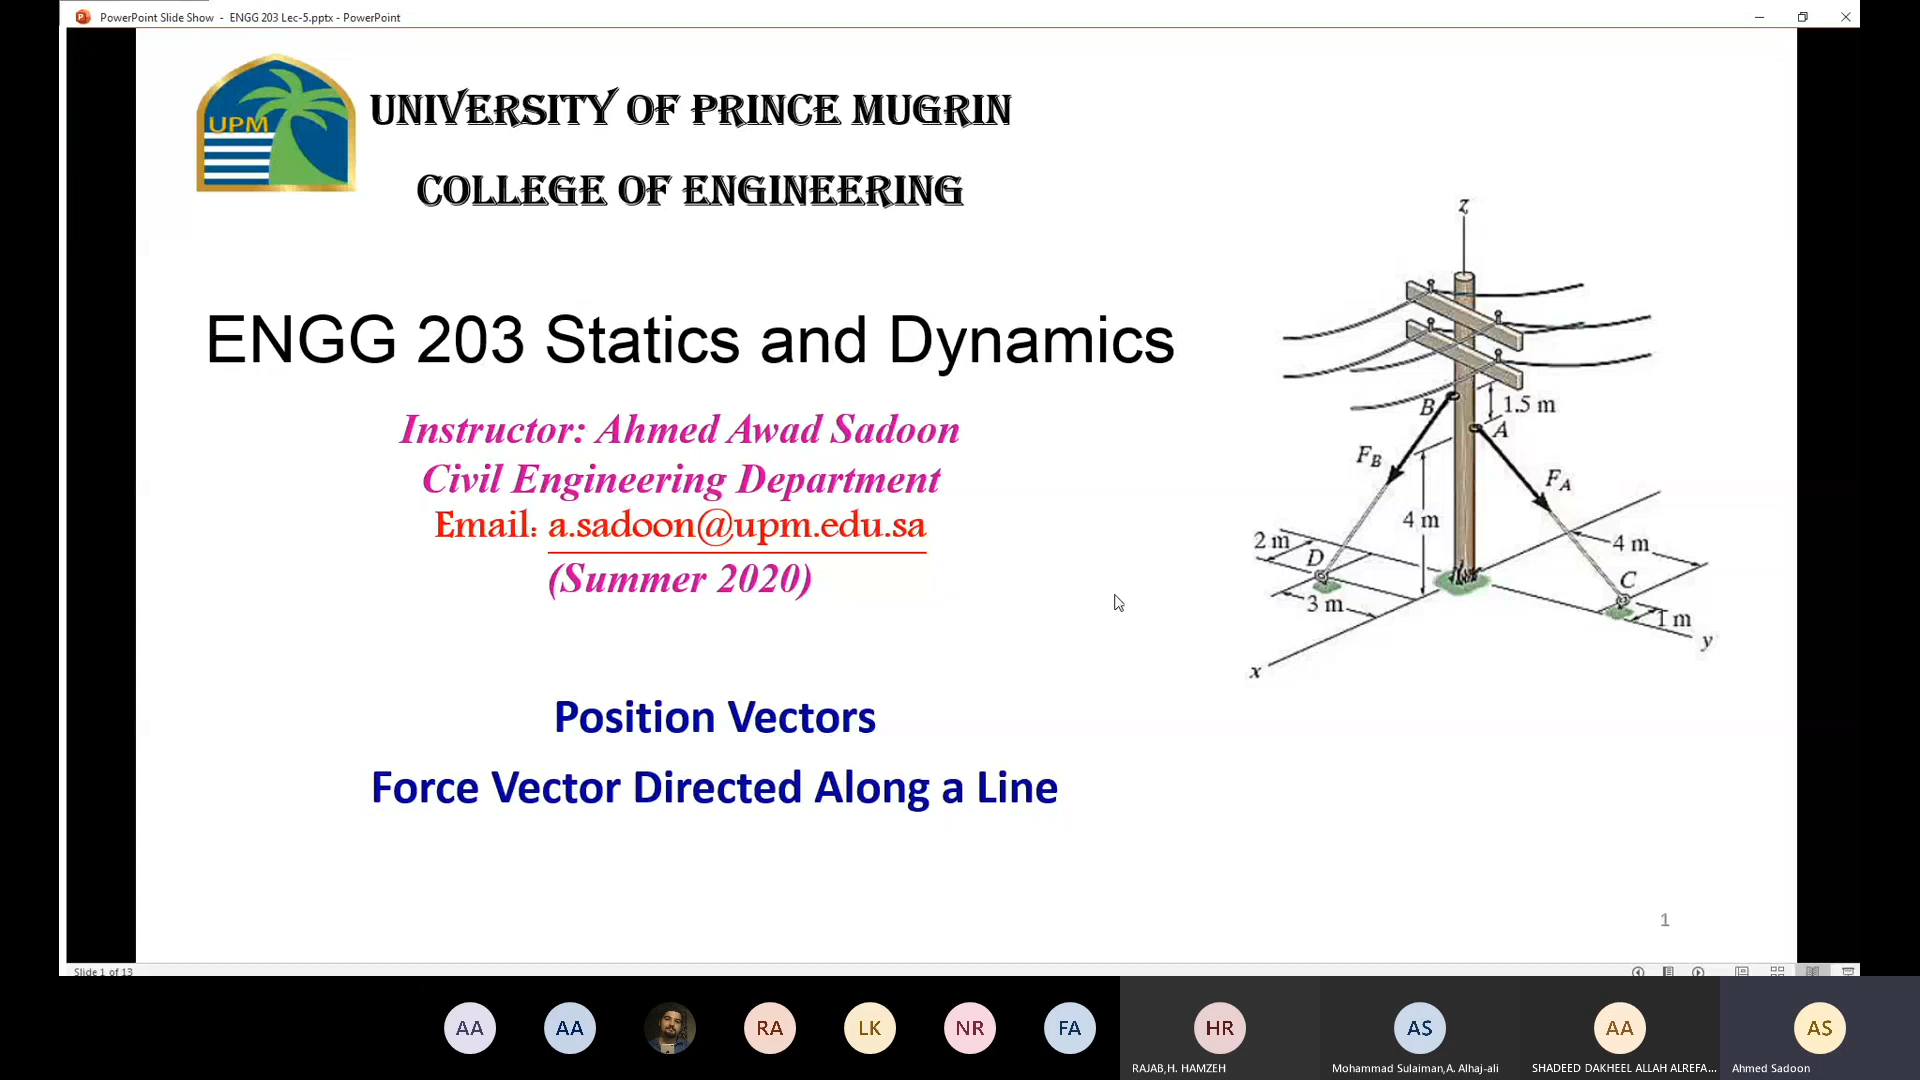 PowerPoint Slide Show - ENGG 203 Lec-5.pptx - PowerPoint
UPM
UNIVERSITY OF PRINCE MUGRIN
COLLEGE OF ENGINEERING
ENGG 203 Statics and Dynamics
Instructor: Ahmed Awad Sadoon
Civil Engineering Department
Email: a.sadoon@upm.edu.sa
(Summer 2020)
Position Vectors
Force Vector Directed Along a Line
z
B
1.5 m
A
FB
FA
4 m
2 m
D
4 m
C
3 m
1 m
y
x
1
Slide 1 of 13
AA
AA
RA
LK
NR
FA
HR
AS
AA
AS
RAJAB,H. HAMZEH
Mohammad Sulaiman,A. Alhaj-ali
SHADEED DAKHEEL ALLAH ALREFA...
Ahmed Sadoon